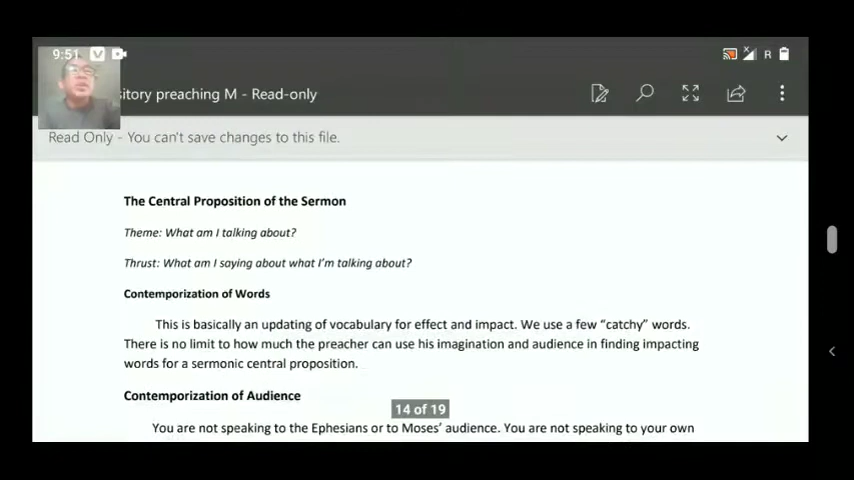 9:51
R
sitory preaching M - Read-only
Read Only - You can't save changes to this file.
The Central Proposition of the Sermon
Theme: What am I talking about?
Thrust: What am I saying about what I'm talking about?
Contemporization of Words
This is basically an updating of vocabulary for effect and impact. We use a few “catchy” words.
There is no limit to how much the preacher can use his imagination and audience in finding impacting
words for a sermonic central proposition.
Contemporization of Audience
14 of 19
You are not speaking to the Ephesians or to Moses’ audience. You are not speaking to your own